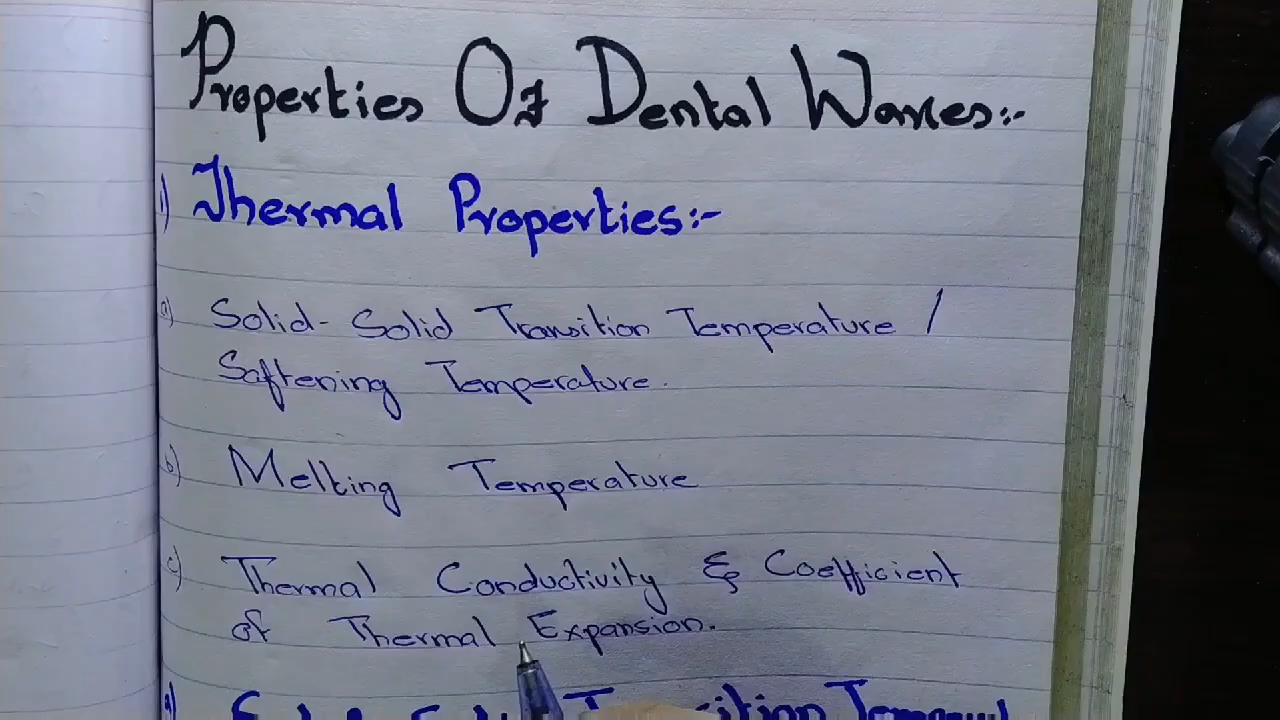 Properties Of Dental Waxes:-
1) Thermal Properties:-
a) Solid-Solid Transition Temperature /
Softening Temperature.
b) Melting Temperature
c) Thermal Conductivity & Coefficient
of Thermal Expansion.
a) Transition